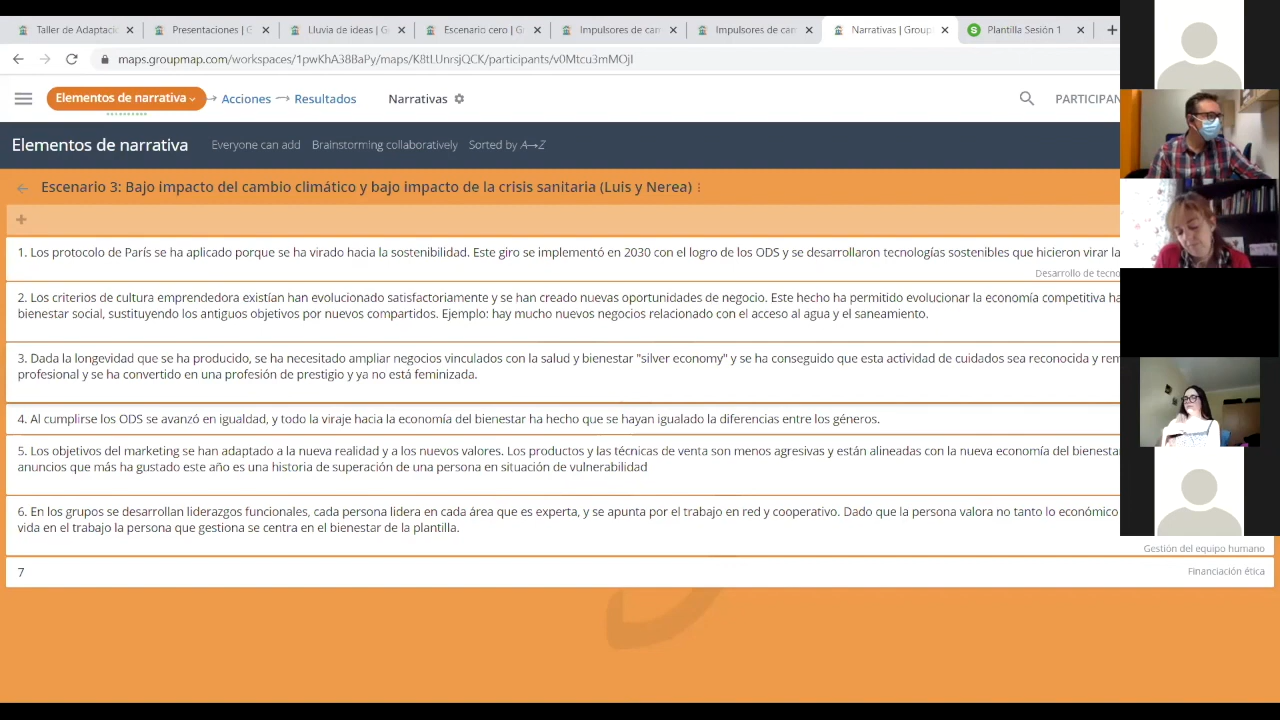 Taller de Adaptació
Presentaciones | G
Lluvia de ideas | G
Escenario cero | G
Impulsores de cam
Impulsores de cam
Narrativas | Group
Plantilla Sesión 1
maps.groupmap.com/workspaces/1pwKhA38BaPy/maps/K8tLUnrsjQCK/participants/v0Mtcu3mMOjI
Elementos de narrativa
Acciones
Resultados
Narrativas
PARTICIPAN
Elementos de narrativa
Everyone can add
Brainstorming collaboratively
Sorted by A→Z
Escenario 3: Bajo impacto del cambio climático y bajo impacto de la crisis sanitaria (Luis y Nerea)
1. Los protocolo de París se ha aplicado porque se ha virado hacia la sostenibilidad. Este giro se implementó en 2030 con el logro de los ODS y se desarrollaron tecnologías sostenibles que hicieron virar la
Desarrollo de tecno
2. Los criterios de cultura emprendedora existían han evolucionado satisfactoriamente y se han creado nuevas oportunidades de negocio. Este hecho ha permitido evolucionar la economía competitiva ha
bienestar social, sustituyendo los antiguos objetivos por nuevos compartidos. Ejemplo: hay mucho nuevos negocios relacionado con el acceso al agua y el saneamiento.
3. Dada la longevidad que se ha producido, se ha necesitado ampliar negocios vinculados con la salud y bienestar "silver economy" y se ha conseguido que esta actividad de cuidados sea reconocida y rem
profesional y se ha convertido en una profesión de prestigio y ya no está feminizada.
4. Al cumplirse los ODS se avanzó en igualdad, y todo la viraje hacia la economía del bienestar ha hecho que se hayan igualado la diferencias entre los géneros.
5. Los objetivos del marketing se han adaptado a la nueva realidad y a los nuevos valores. Los productos y las técnicas de venta son menos agresivas y están alineadas con la nueva economía del bienestar
anuncios que más ha gustado este año es una historia de superación de una persona en situación de vulnerabilidad
6. En los grupos se desarrollan liderazgos funcionales, cada persona lidera en cada área que es experta, y se apunta por el trabajo en red y cooperativo. Dado que la persona valora no tanto lo económico
vida en el trabajo la persona que gestiona se centra en el bienestar de la plantilla.
Gestión del equipo humano
7
Financiación ética